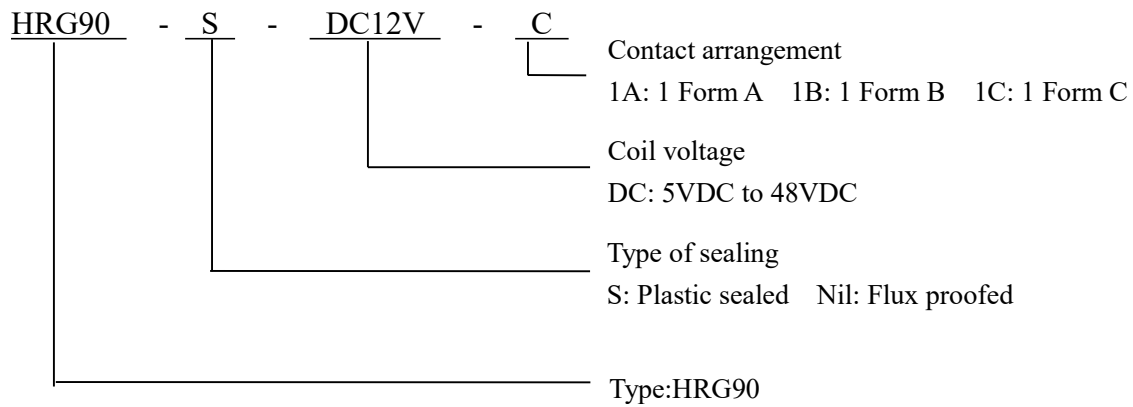 HRG90 - S - DC12V - C
Contact arrangement
1A: 1 Form A 1B: 1 Form B 1C: 1 Form C
Coil voltage
DC: 5VDC to 48VDC
Type of sealing
S: Plastic sealed Nil: Flux proofed
Type:HRG90